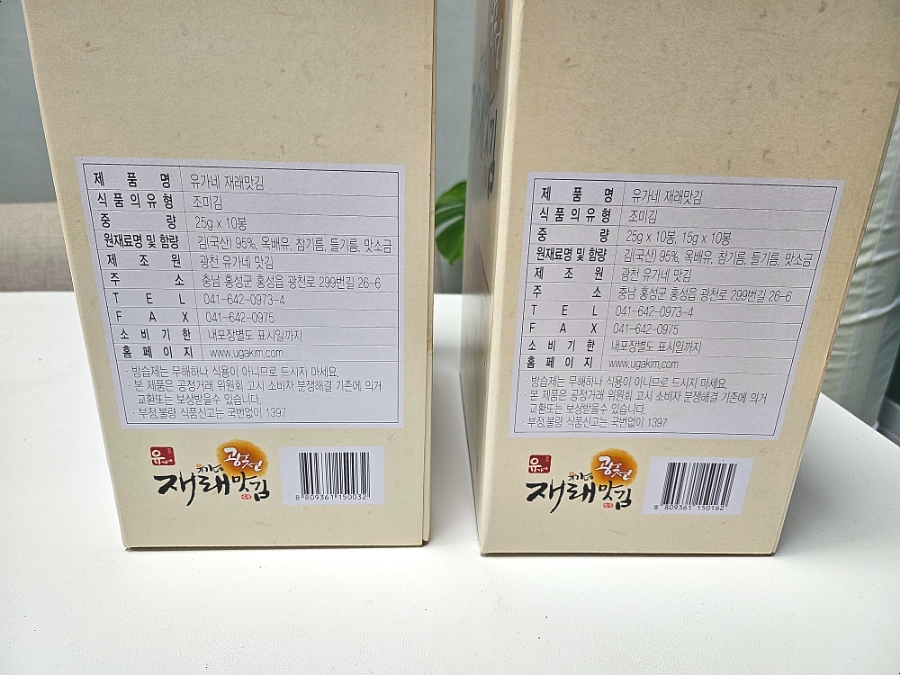 제 품 명 유가네 재래맛김
식품의유형 조미김
중 량 25g x 10봉
원재료명 및 함량 김(국산) 95%, 옥배유, 참기름, 들기름, 맛소금
제 조 원 광천 유가네 맛김
주 소 충남 홍성군 홍성읍 광천로 299번길 26-6
T E L 041-642-0973-4
F A X 041-642-0975
소 비 기 한 내포장별도 표시일까지
홈 페 이 지 www.ugakim.com
· 방습제는 무해하나 식용이 아니므로 드시지 마세요.
· 본 제품은 공정거래 위원회 고시 소비자 분쟁해결 기준에 의거
교환또는 보상받을수 있습니다.
· 부정,불량 식품신고는 국번없이 1397
유가네
광천
재래맛김
8 809361 150032
제 품 명 유가네 재래맛김
식품의유형 조미김
중 량 25g x 10봉, 15g x 10봉
원재료명 및 함량 김(국산) 95%, 옥배유, 참기름, 들기름, 맛소금
제 조 원 광천 유가네 맛김
주 소 충남 홍성군 홍성읍 광천로 299번길 26-6
T E L 041-642-0973-4
F A X 041-642-0975
소 비 기 한 내포장별도 표시일까지
홈 페 이 지 www.ugakim.com
· 방습제는 무해하나 식용이 아니므로 드시지 마세요.
· 본 제품은 공정거래 위원회 고시 소비자 분쟁해결 기준에 의거
교환또는 보상받을수 있습니다.
· 부정,불량 식품신고는 국번없이 1397
유가네
광천
재래맛김
8 809361 150162